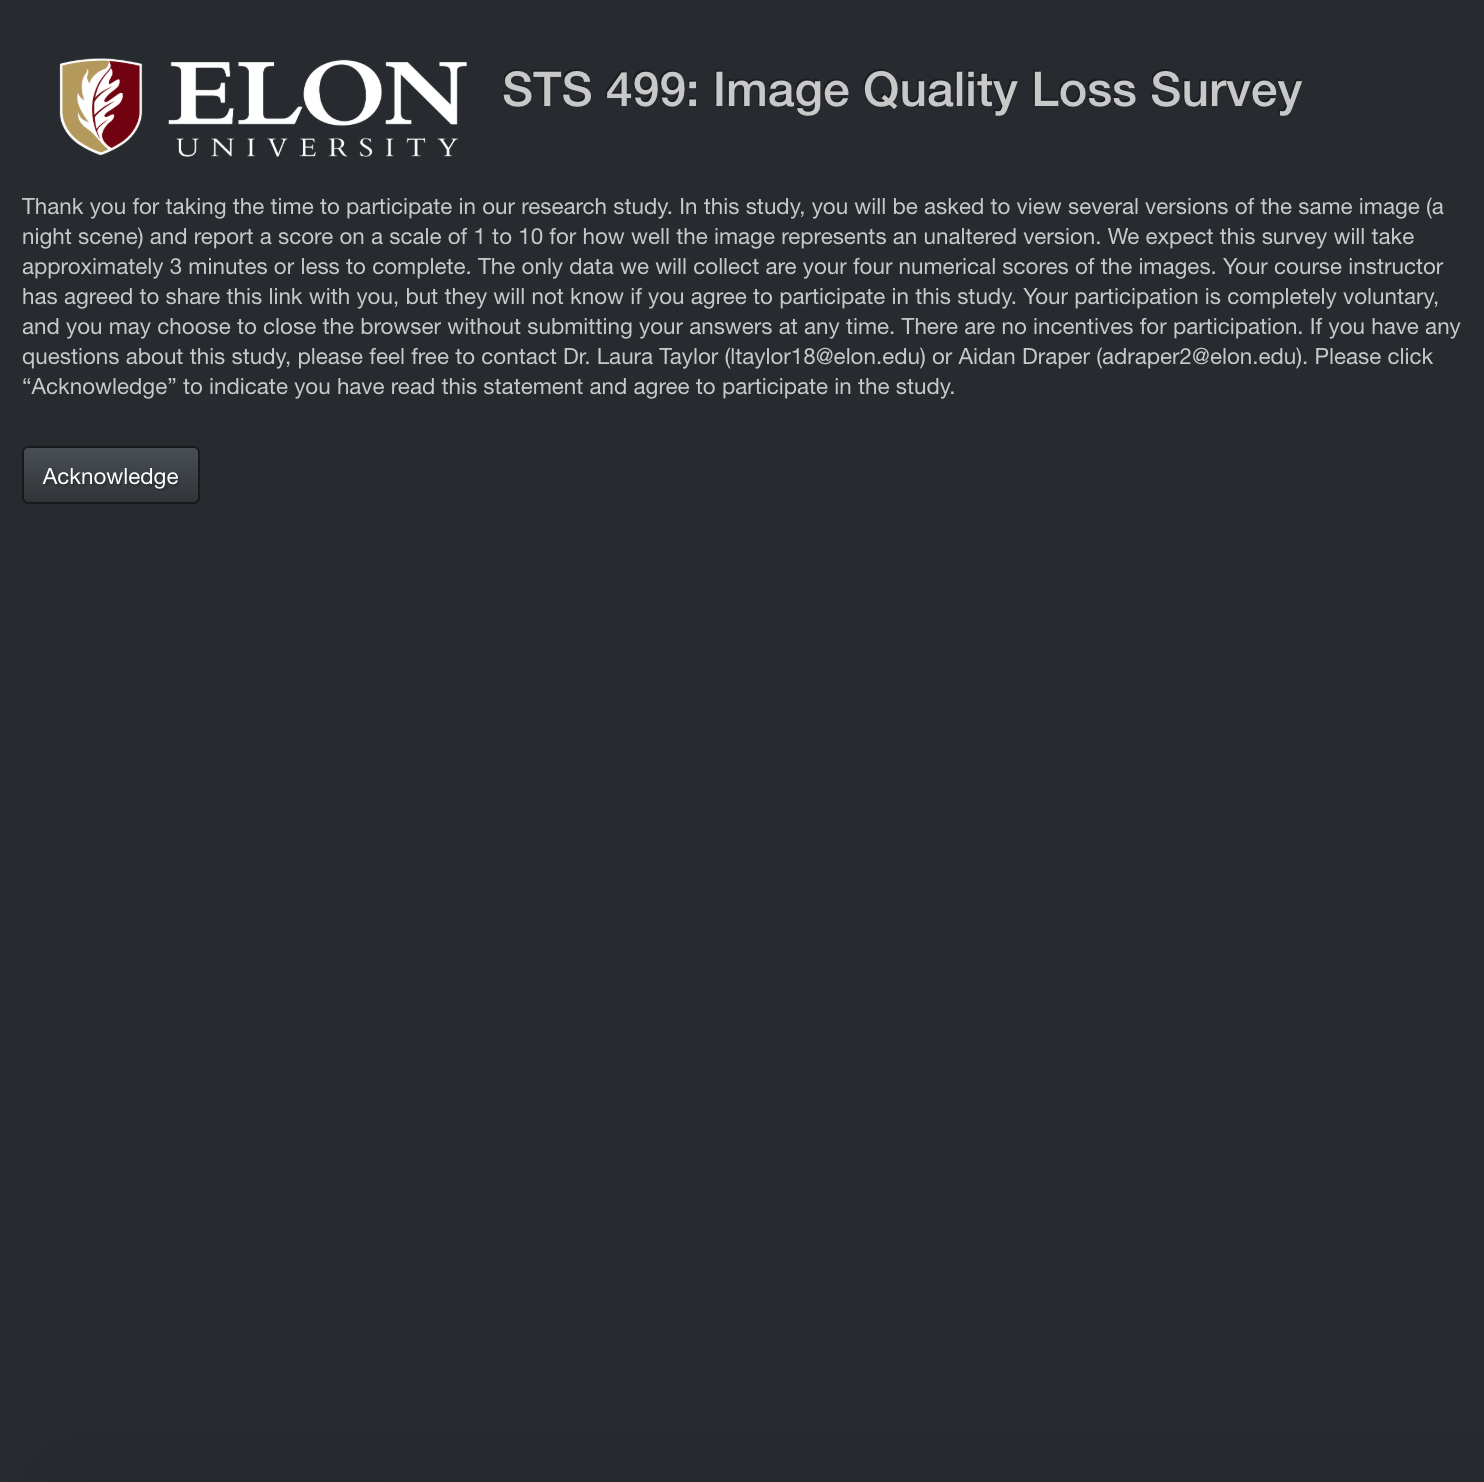 ELON
UNIVERSITY
STS 499: Image Quality Loss Survey
Thank you for taking the time to participate in our research study. In this study, you will be asked to view several versions of the same image (a
night scene) and report a score on a scale of 1 to 10 for how well the image represents an unaltered version. We expect this survey will take
approximately 3 minutes or less to complete. The only data we will collect are your four numerical scores of the images. Your course instructor
has agreed to share this link with you, but they will not know if you agree to participate in this study. Your participation is completely voluntary,
and you may choose to close the browser without submitting your answers at any time. There are no incentives for participation. If you have any
questions about this study, please feel free to contact Dr. Laura Taylor (ltaylor18@elon.edu) or Aidan Draper (adraper2@elon.edu). Please click
“Acknowledge” to indicate you have read this statement and agree to participate in the study.
Acknowledge